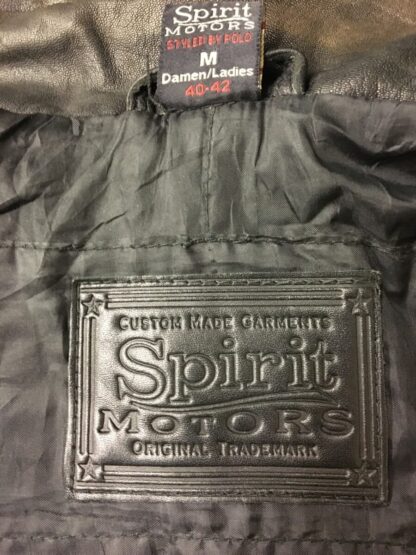 Spirit
MOTORS
STYLED BY POLO
M
Damen/Ladies
40-42
CUSTOM MADE GARMENTS
Spirit
MOTORS
ORIGINAL TRADEMARK